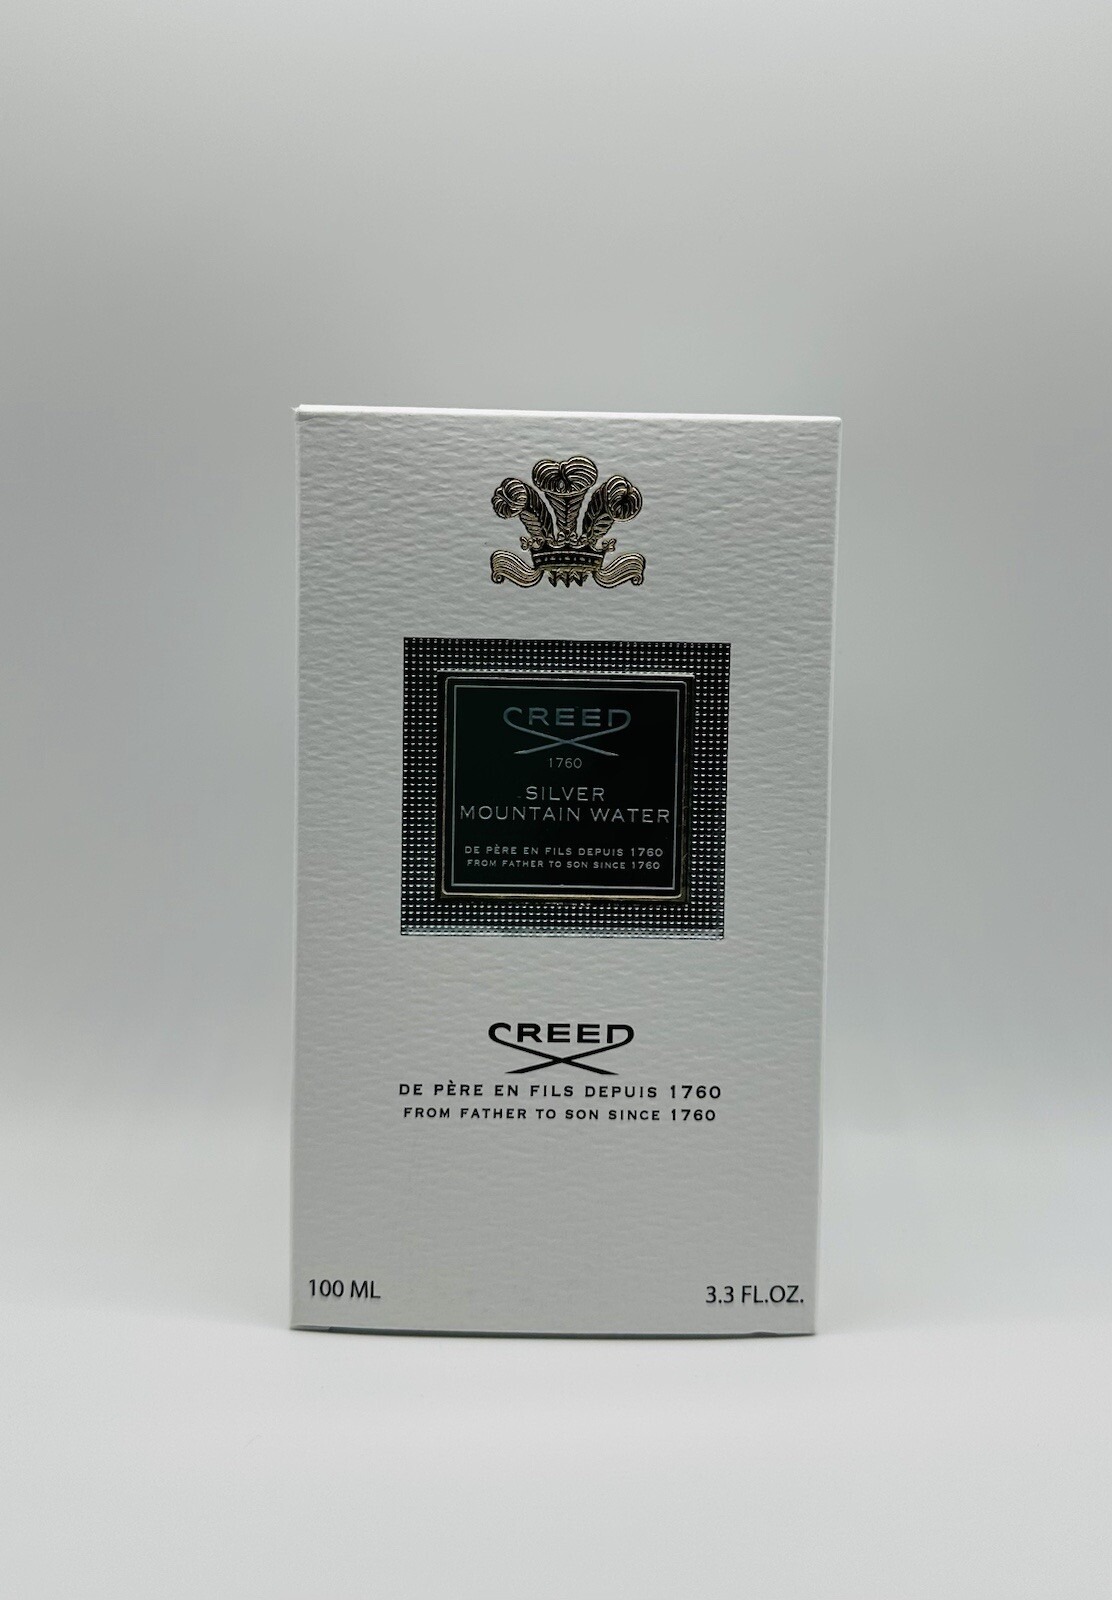 CREED
1760
SILVER
MOUNTAIN WATER
DE PÈRE EN FILS DEPUIS 1760
FROM FATHER TO SON SINCE 1760
CREED
DE PÈRE EN FILS DEPUIS 1760
FROM FATHER TO SON SINCE 1760
100 ML
3.3 FL.OZ.